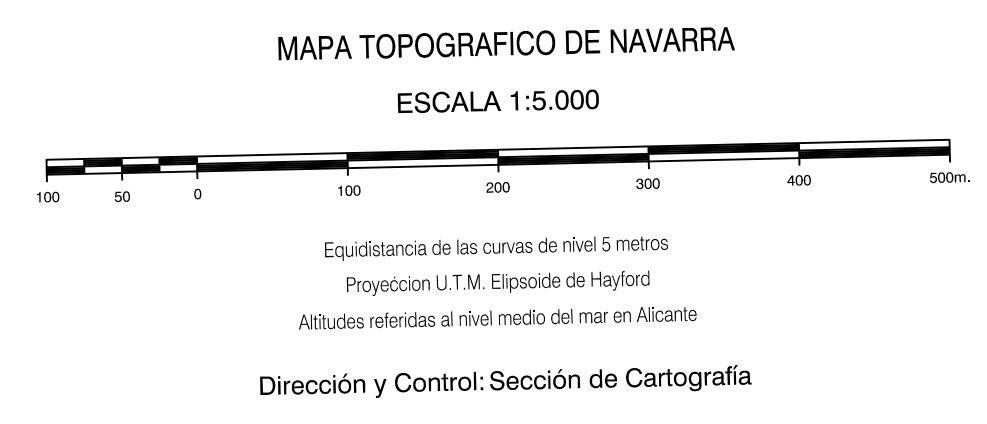 MAPA TOPOGRAFICO DE NAVARRA
ESCALA 1:5.000
100 50 0 100 200 300 400 500m.
Equidistancia de las curvas de nivel 5 metros
Proyeccion U.T.M. Elipsoide de Hayford
Altitudes referidas al nivel medio del mar en Alicante
Dirección y Control: Sección de Cartografía